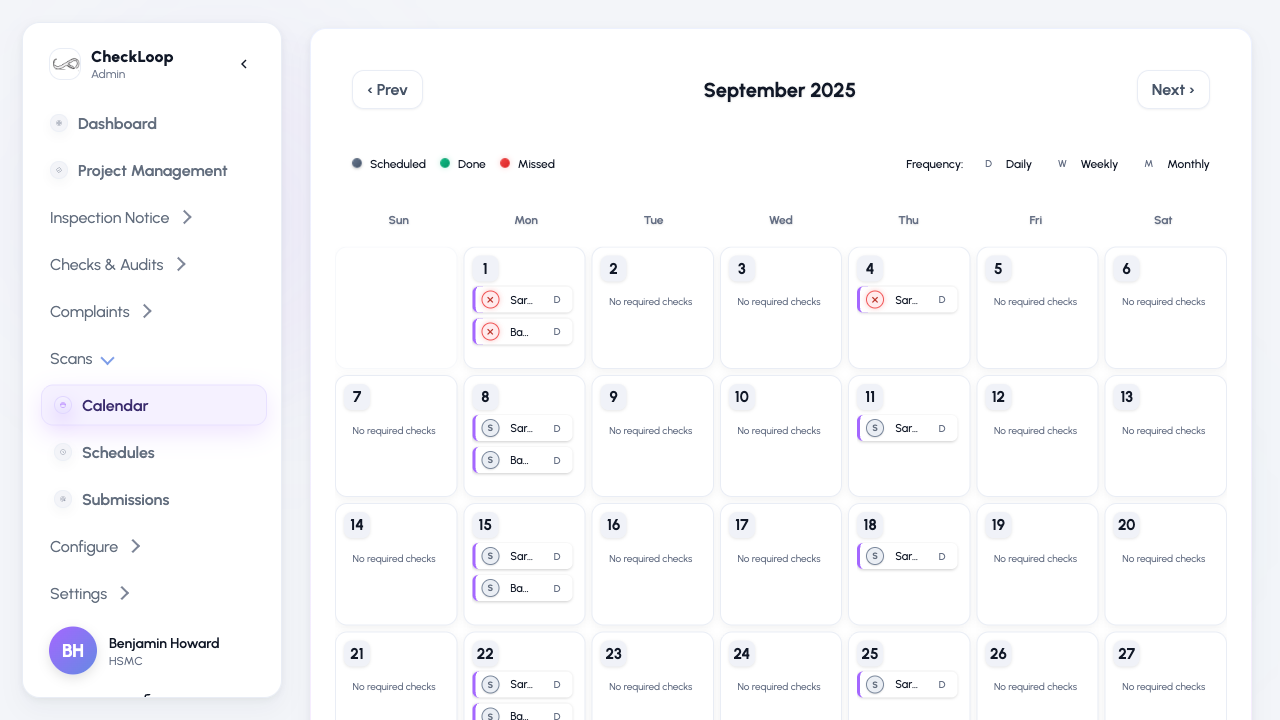 CheckLoop
Admin
Dashboard
Project Management
Inspection Notice
Checks & Audits
Complaints
Scans
Calendar
Schedules
Submissions
Configure
Settings
BH
Benjamin Howard
HSMC
‹ Prev
September 2025
Next ›
Scheduled Done Missed
Frequency: D Daily W Weekly M Monthly
Sun Mon Tue Wed Thu Fri Sat
1 2 3 4 5 6
Sar... D No required checks No required checks Sar... D No required checks No required checks
Ba... D
7 8 9 10 11 12 13
No required checks S Sar... D No required checks No required checks S Sar... D No required checks No required checks
S Ba... D
14 15 16 17 18 19 20
No required checks S Sar... D No required checks No required checks S Sar... D No required checks No required checks
S Ba... D
21 22 23 24 25 26 27
No required checks S Sar... D No required checks No required checks S Sar... D No required checks No required checks
S Ba... D